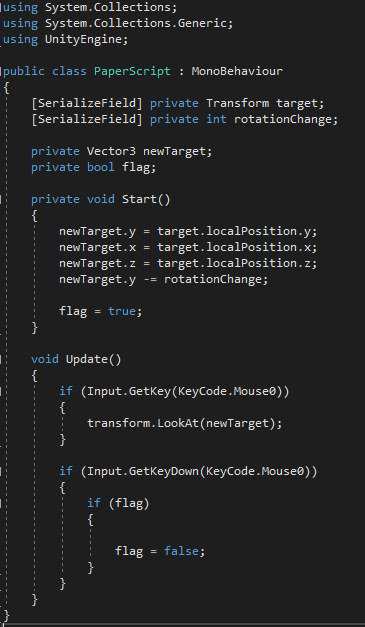 using System.Collections;
using System.Collections.Generic;
using UnityEngine;
public class PaperScript : MonoBehaviour
{
[SerializeField] private Transform target;
[SerializeField] private int rotationChange;
private Vector3 newTarget;
private bool flag;
private void Start()
{
newTarget.y = target.localPosition.y;
newTarget.x = target.localPosition.x;
newTarget.z = target.localPosition.z;
newTarget.y -= rotationChange;
flag = true;
}
void Update()
{
if (Input.GetKey(KeyCode.Mouse0))
{
transform.LookAt(newTarget);
}
if (Input.GetKeyDown(KeyCode.Mouse0))
{
if (flag)
{
flag = false;
}
}
}
}